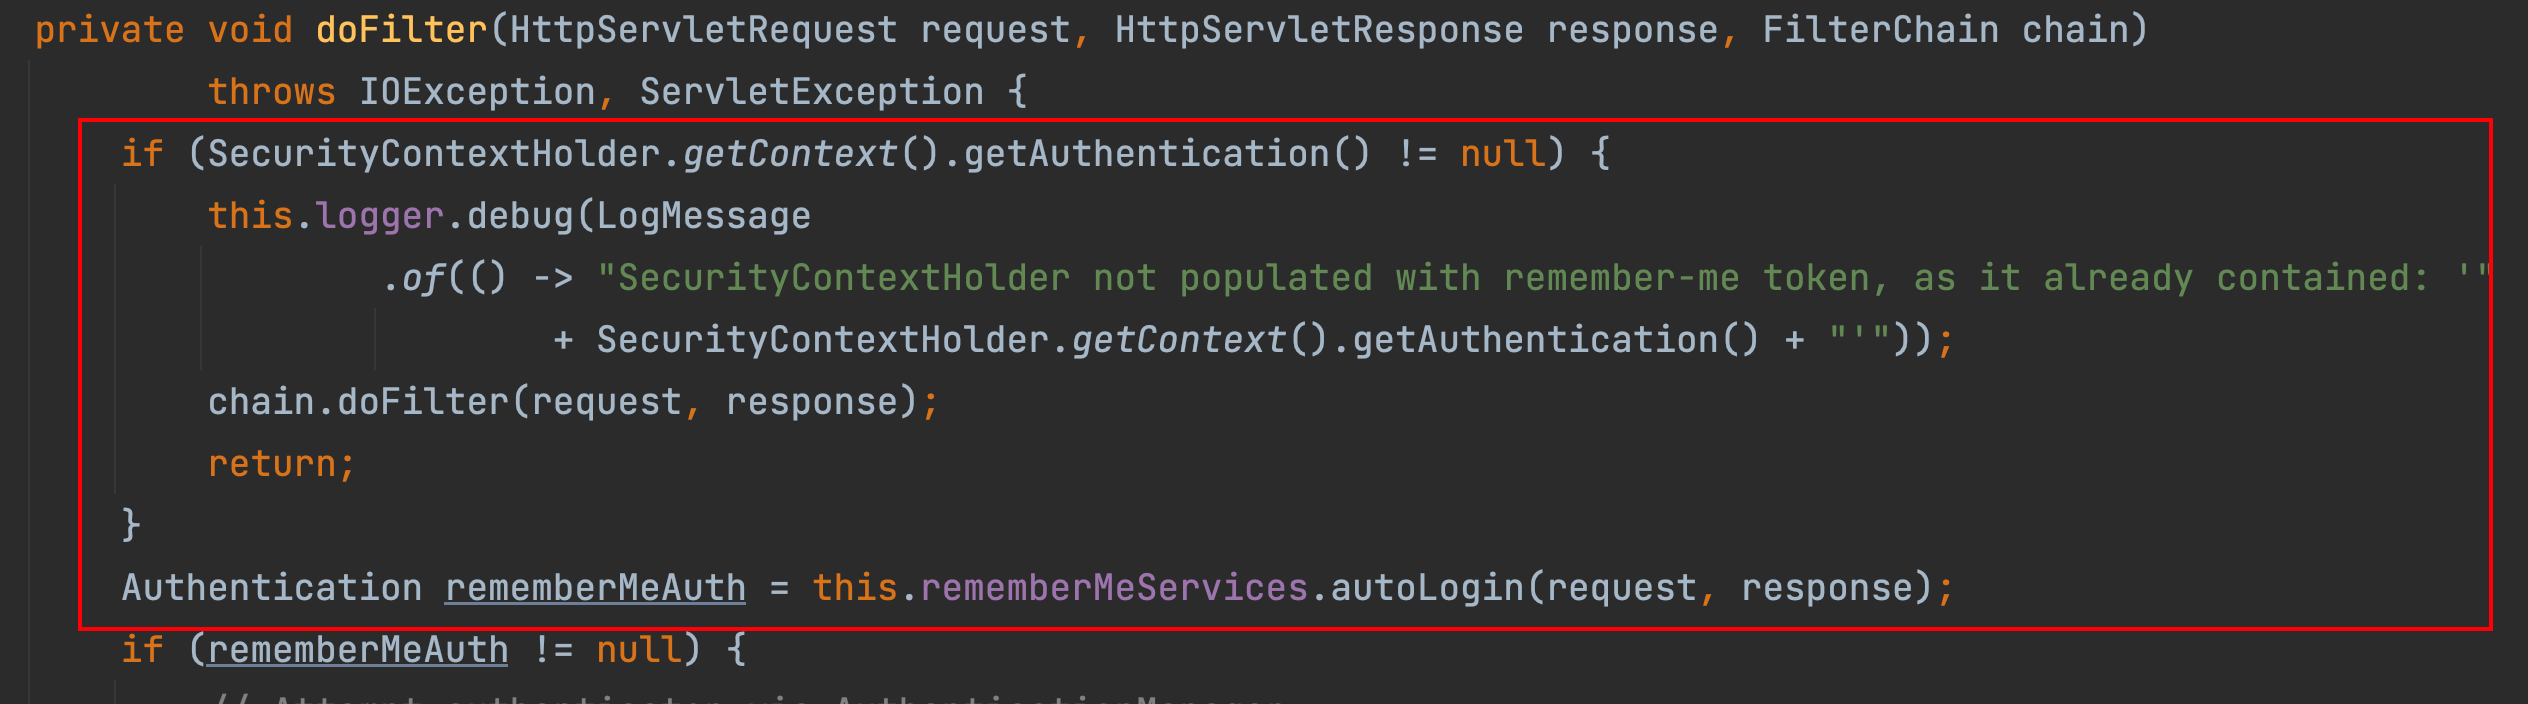 private void doFilter(HttpServletRequest request, HttpServletResponse response, FilterChain chain)
throws IOException, ServletException {
if (SecurityContextHolder.getContext().getAuthentication() != null) {
this.logger.debug(LogMessage
.of(() -> "SecurityContextHolder not populated with remember-me token, as it already contained: '"
+ SecurityContextHolder.getContext().getAuthentication() + "'"));
chain.doFilter(request, response);
return;
}
Authentication rememberMeAuth = this.rememberMeServices.autoLogin(request, response);
if (rememberMeAuth != null) {